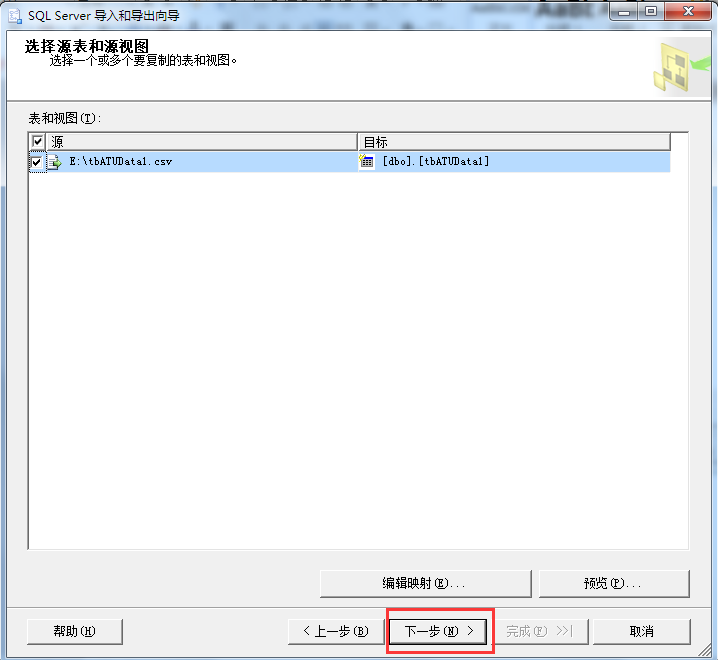 SQL Server 导入和导出向导
选择源表和源视图
选择一个或多个要复制的表和视图。
表和视图(T):
源 目标
E:\tbATUData1.csv [dbo].[tbATUData1]
编辑映射(E)... 预览(P)...
帮助(H) < 上一步(B) 下一步(N) > 完成(F) >>| 取消